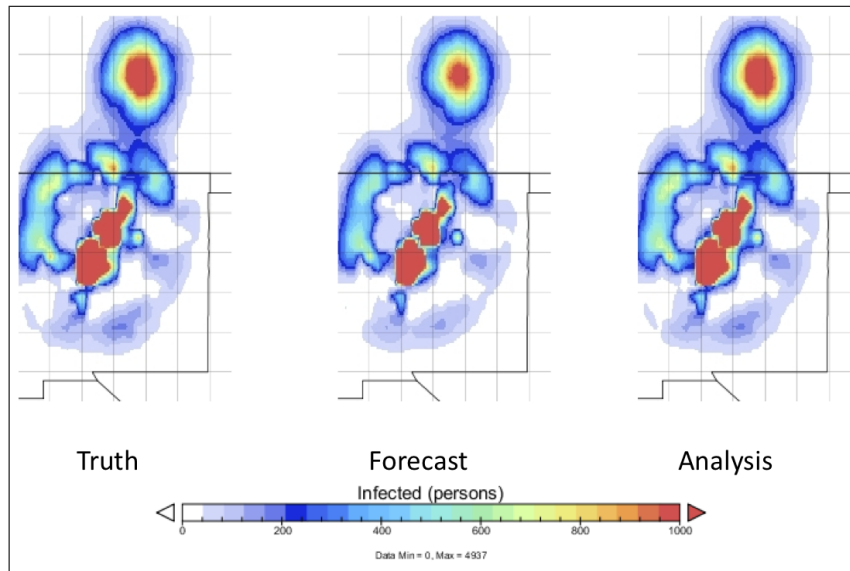 Truth
Forecast
Analysis
Infected (persons)
0
200
400
600
800
1000
Data Min = 0, Max = 4937